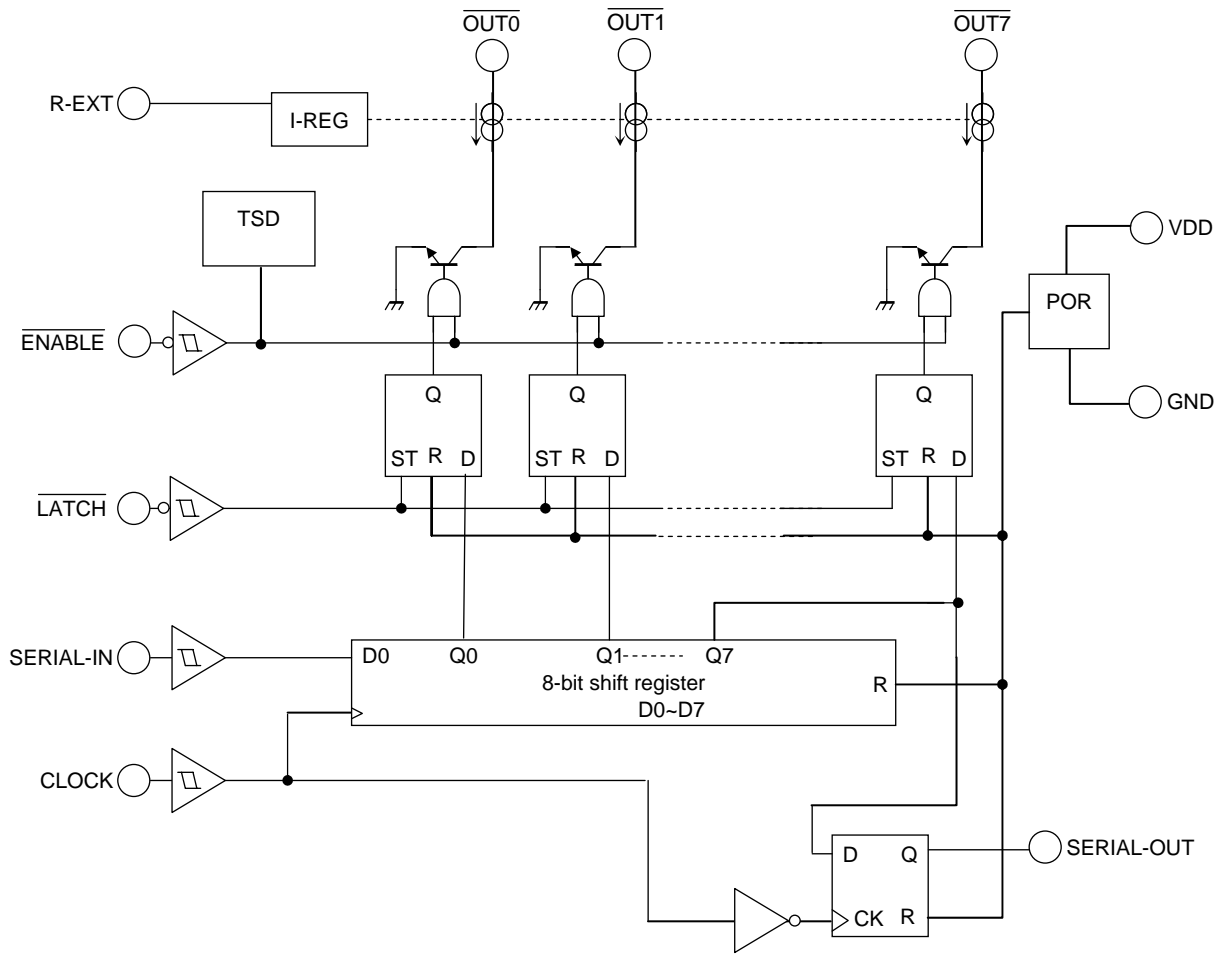 OUT0 OUT1 OUT7
R-EXT
I-REG
TSD
VDD
POR
ENABLE
GND
Q Q Q
ST R D ST R D ST R D
LATCH
SERIAL-IN
D0 Q0 Q1 Q7
8-bit shift register
R
D0~D7
CLOCK
D Q
SERIAL-OUT
CK R